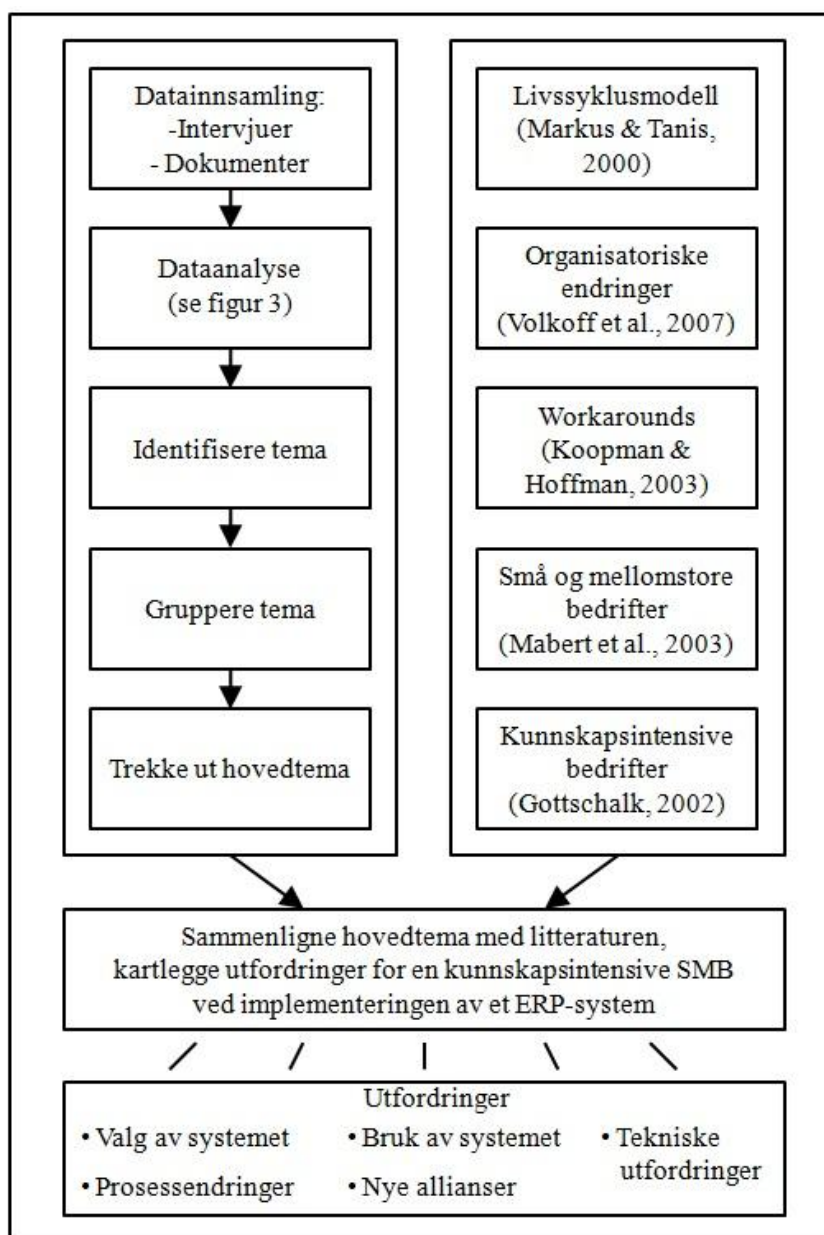 Datainnsamling:
-Intervjuer
- Dokumenter
Dataanalyse
(se figur 3)
Identifisere tema
Gruppere tema
Trekke ut hovedtema
Livssyklusmodell
(Markus & Tanis,
2000)
Organisatoriske
endringer
(Volkoff et al., 2007)
Workarounds
(Koopman &
Hoffman, 2003)
Små og mellomstore
bedrifter
(Mabert et al., 2003)
Kunnskapsintensive
bedrifter
(Gottschalk, 2002)
Sammenligne hovedtema med litteraturen,
kartlegge utfordringer for en kunnskapsintensive SMB
ved implementeringen av et ERP-system
Utfordringer
• Valg av systemet
• Prosessendringer
• Bruk av systemet
• Nye allianser
• Tekniske
utfordringer